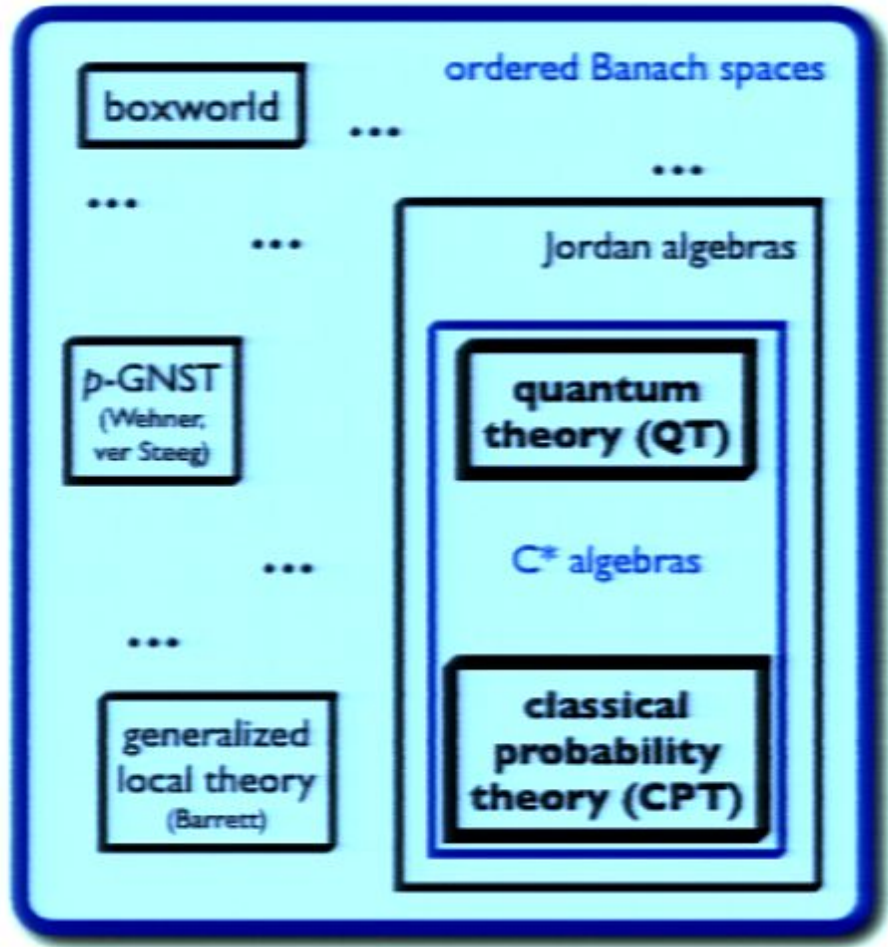 ordered Banach spaces
boxworld
...
...
...
...
Jordan algebras
p-GNST
(Wehner,
ver Steeg)
quantum
theory (QT)
...
C* algebras
...
generalized
local theory
(Barrett)
classical
probability
theory (CPT)